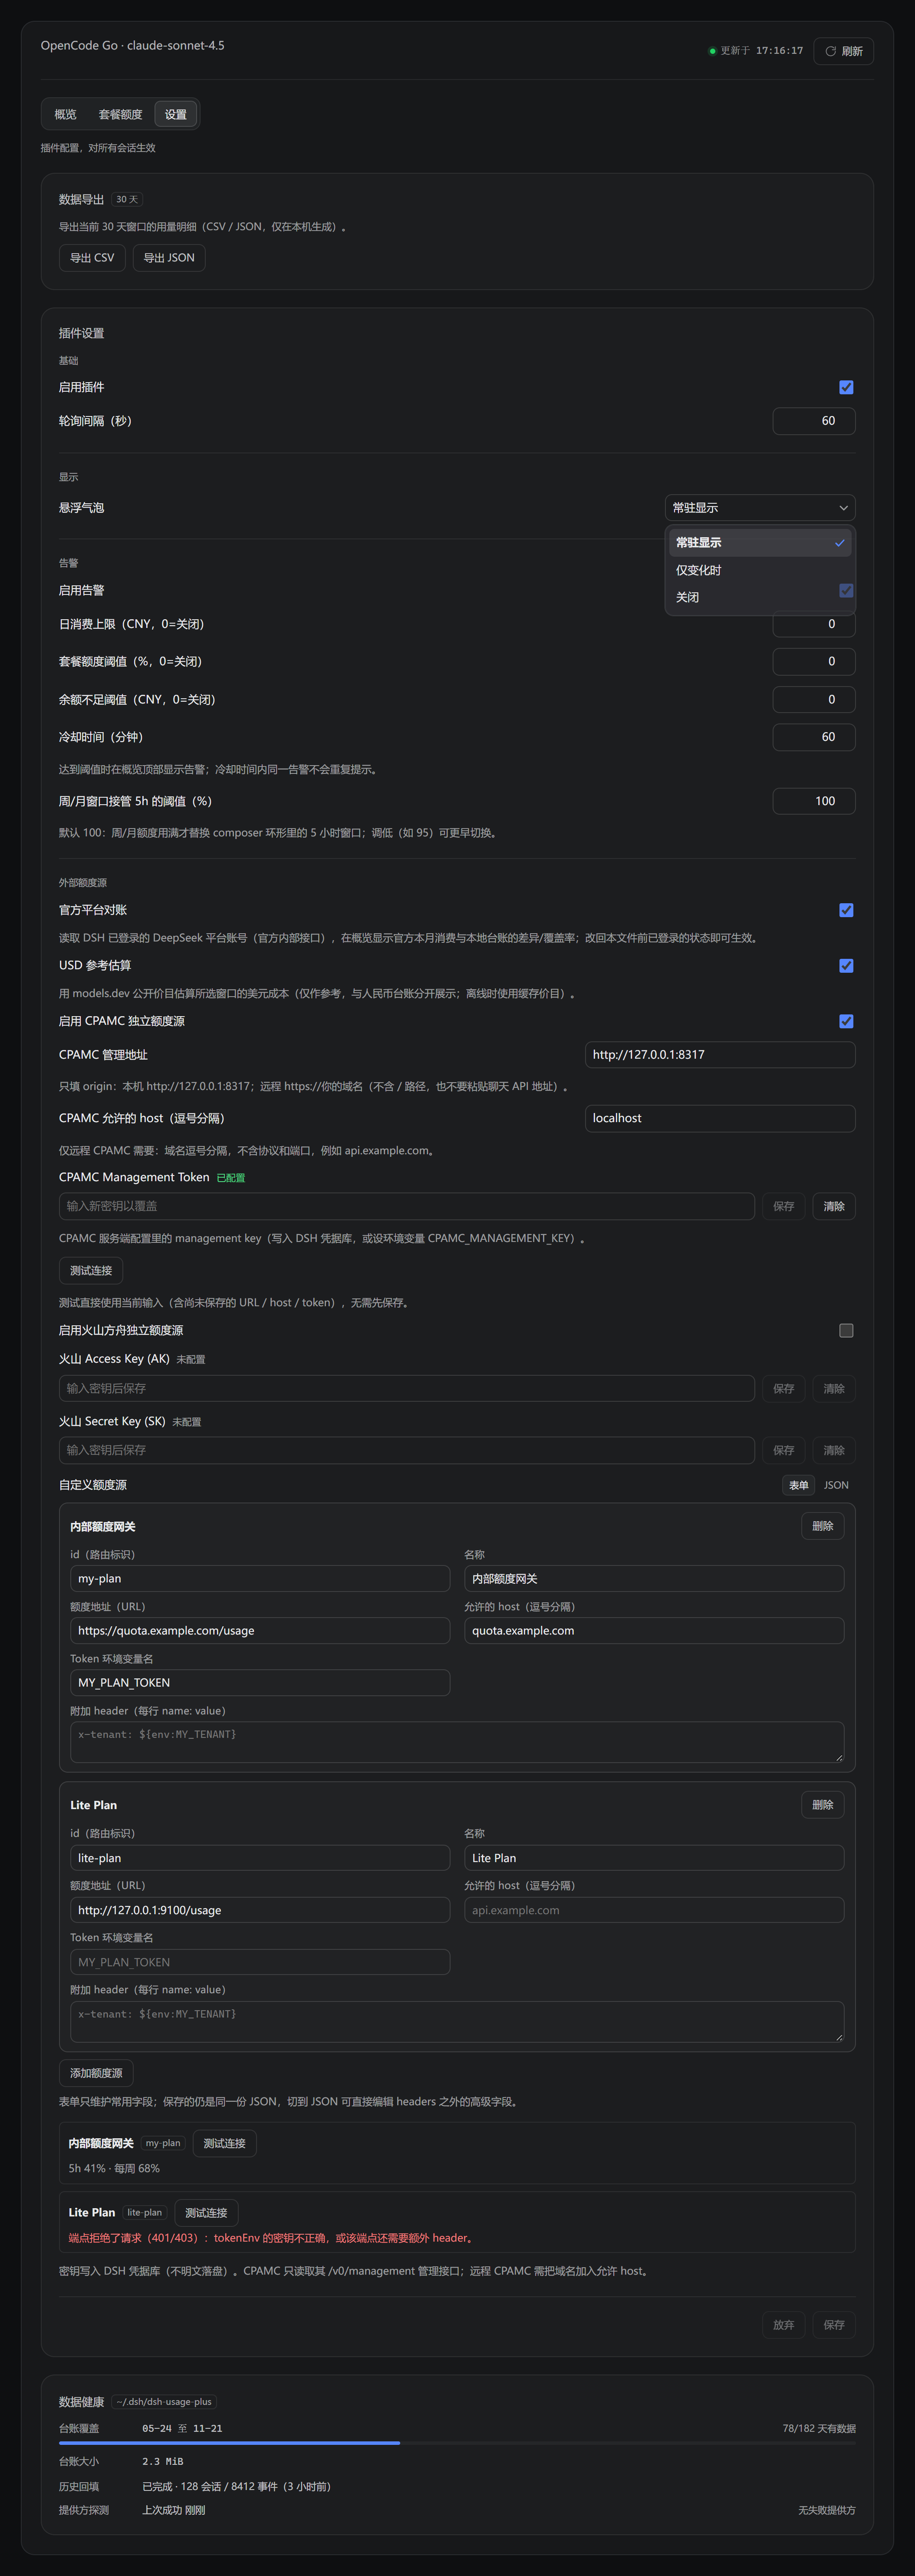 OpenCode Go · claude-sonnet-4.5
更新于 17:16:17 刷新
概览 套餐额度 设置
插件配置，对所有会话生效
数据导出 30 天
导出当前 30 天窗口的用量明细（CSV / JSON，仅在本机生成）。
导出 CSV 导出 JSON
插件设置
基础
启用插件
轮询间隔（秒） 60
显示
悬浮气泡 常驻显示
常驻显示
仅变化时
关闭
告警
启用告警
日消费上限（CNY，0=关闭） 0
套餐额度阈值（%，0=关闭） 0
余额不足阈值（CNY，0=关闭） 0
冷却时间（分钟） 60
达到阈值时在概览顶部显示告警；冷却时间内同一告警不会重复提示。
周/月窗口接管 5h 的阈值（%） 100
默认 100：周/月额度用满才替换 composer 环形里的 5 小时窗口；调低（如 95）可更早切换。
外部额度源
官方平台对账
读取 DSH 已登录的 DeepSeek 平台账号（官方内部接口），在概览显示官方本月消费与本地台账的差异/覆盖率；改回本文件前已登录的状态即可生效。
USD 参考估算
用 models.dev 公开价目估算所选窗口的美元成本（仅作参考，与人民币台账分开展示；离线时使用缓存价目）。
启用 CPAMC 独立额度源
CPAMC 管理地址 http://127.0.0.1:8317
只填 origin：本机 http://127.0.0.1:8317；远程 https://你的域名（不含 / 路径，也不要粘贴聊天 API 地址）。
CPAMC 允许的 host（逗号分隔） localhost
仅远程 CPAMC 需要：域名逗号分隔，不含协议和端口，例如 api.example.com。
CPAMC Management Token 已配置
输入新密钥以覆盖 保存 清除
CPAMC 服务端配置里的 management key（写入 DSH 凭据库，或设环境变量 CPAMC_MANAGEMENT_KEY）。
测试连接
测试直接使用当前输入（含尚未保存的 URL / host / token），无需先保存。
启用火山方舟独立额度源
火山 Access Key (AK) 未配置
输入密钥后保存 保存 清除
火山 Secret Key (SK) 未配置
输入密钥后保存 保存 清除
自定义额度源 表单 JSON
内部额度网关 删除
id（路由标识） 名称
my-plan 内部额度网关
额度地址（URL） 允许的 host（逗号分隔）
https://quota.example.com/usage quota.example.com
Token 环境变量名
MY_PLAN_TOKEN
附加 header（每行 name: value）
x-tenant: ${env:MY_TENANT}
Lite Plan 删除
id（路由标识） 名称
lite-plan Lite Plan
额度地址（URL） 允许的 host（逗号分隔）
http://127.0.0.1:9100/usage api.example.com
Token 环境变量名
MY_PLAN_TOKEN
附加 header（每行 name: value）
x-tenant: ${env:MY_TENANT}
添加额度源
表单只维护常用字段；保存的仍是同一份 JSON，切到 JSON 可直接编辑 headers 之外的高级字段。
内部额度网关 my-plan 测试连接
5h 41% · 每周 68%
Lite Plan lite-plan 测试连接
端点拒绝了请求（401/403）：tokenEnv 的密钥不正确，或该端点还需要额外 header。
密钥写入 DSH 凭据库（不明文落盘）。CPAMC 只读取其 /v0/management 管理接口；远程 CPAMC 需把域名加入允许 host。
放弃 保存
数据健康 ~/.dsh/dsh-usage-plus
台账覆盖 05-24 至 11-21 78/182 天有数据
台账大小 2.3 MiB
历史回填 已完成 · 128 会话 / 8412 事件（3 小时前）
提供方探测 上次成功 刚刚 无失败提供方